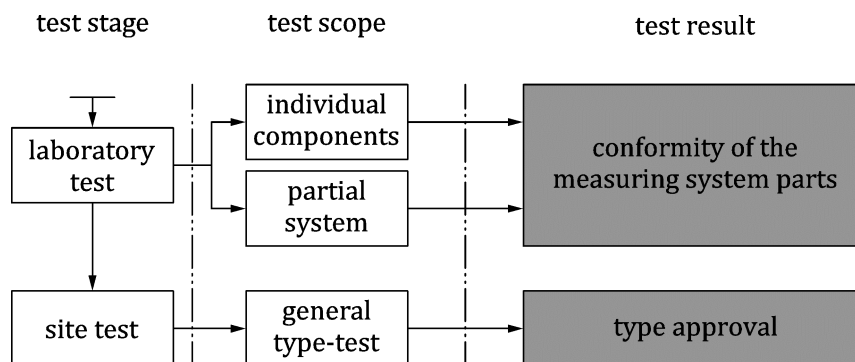 test stage
test scope
test result
individual
components
laboratory
test
conformity of the
measuring system parts
partial
system
site test
general
type-test
type approval